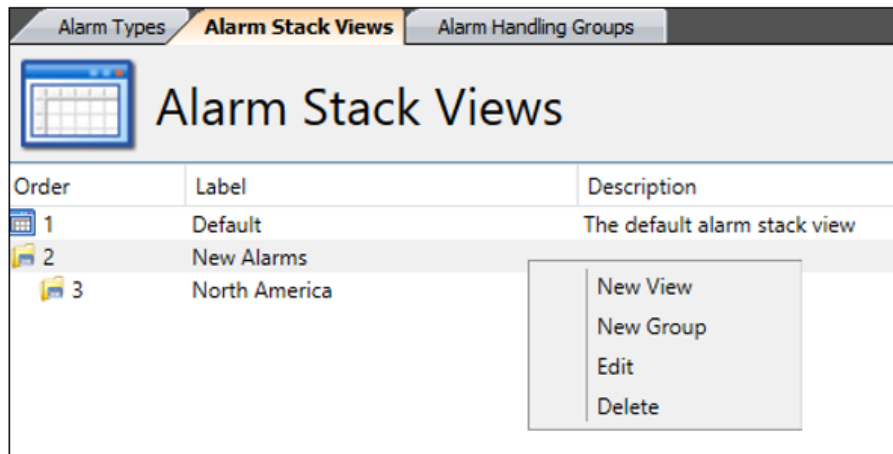 Alarm Types Alarm Stack Views Alarm Handling Groups
Alarm Stack Views
Order Label Description
1 Default The default alarm stack view
2 New Alarms
3 North America
New View
New Group
Edit
Delete